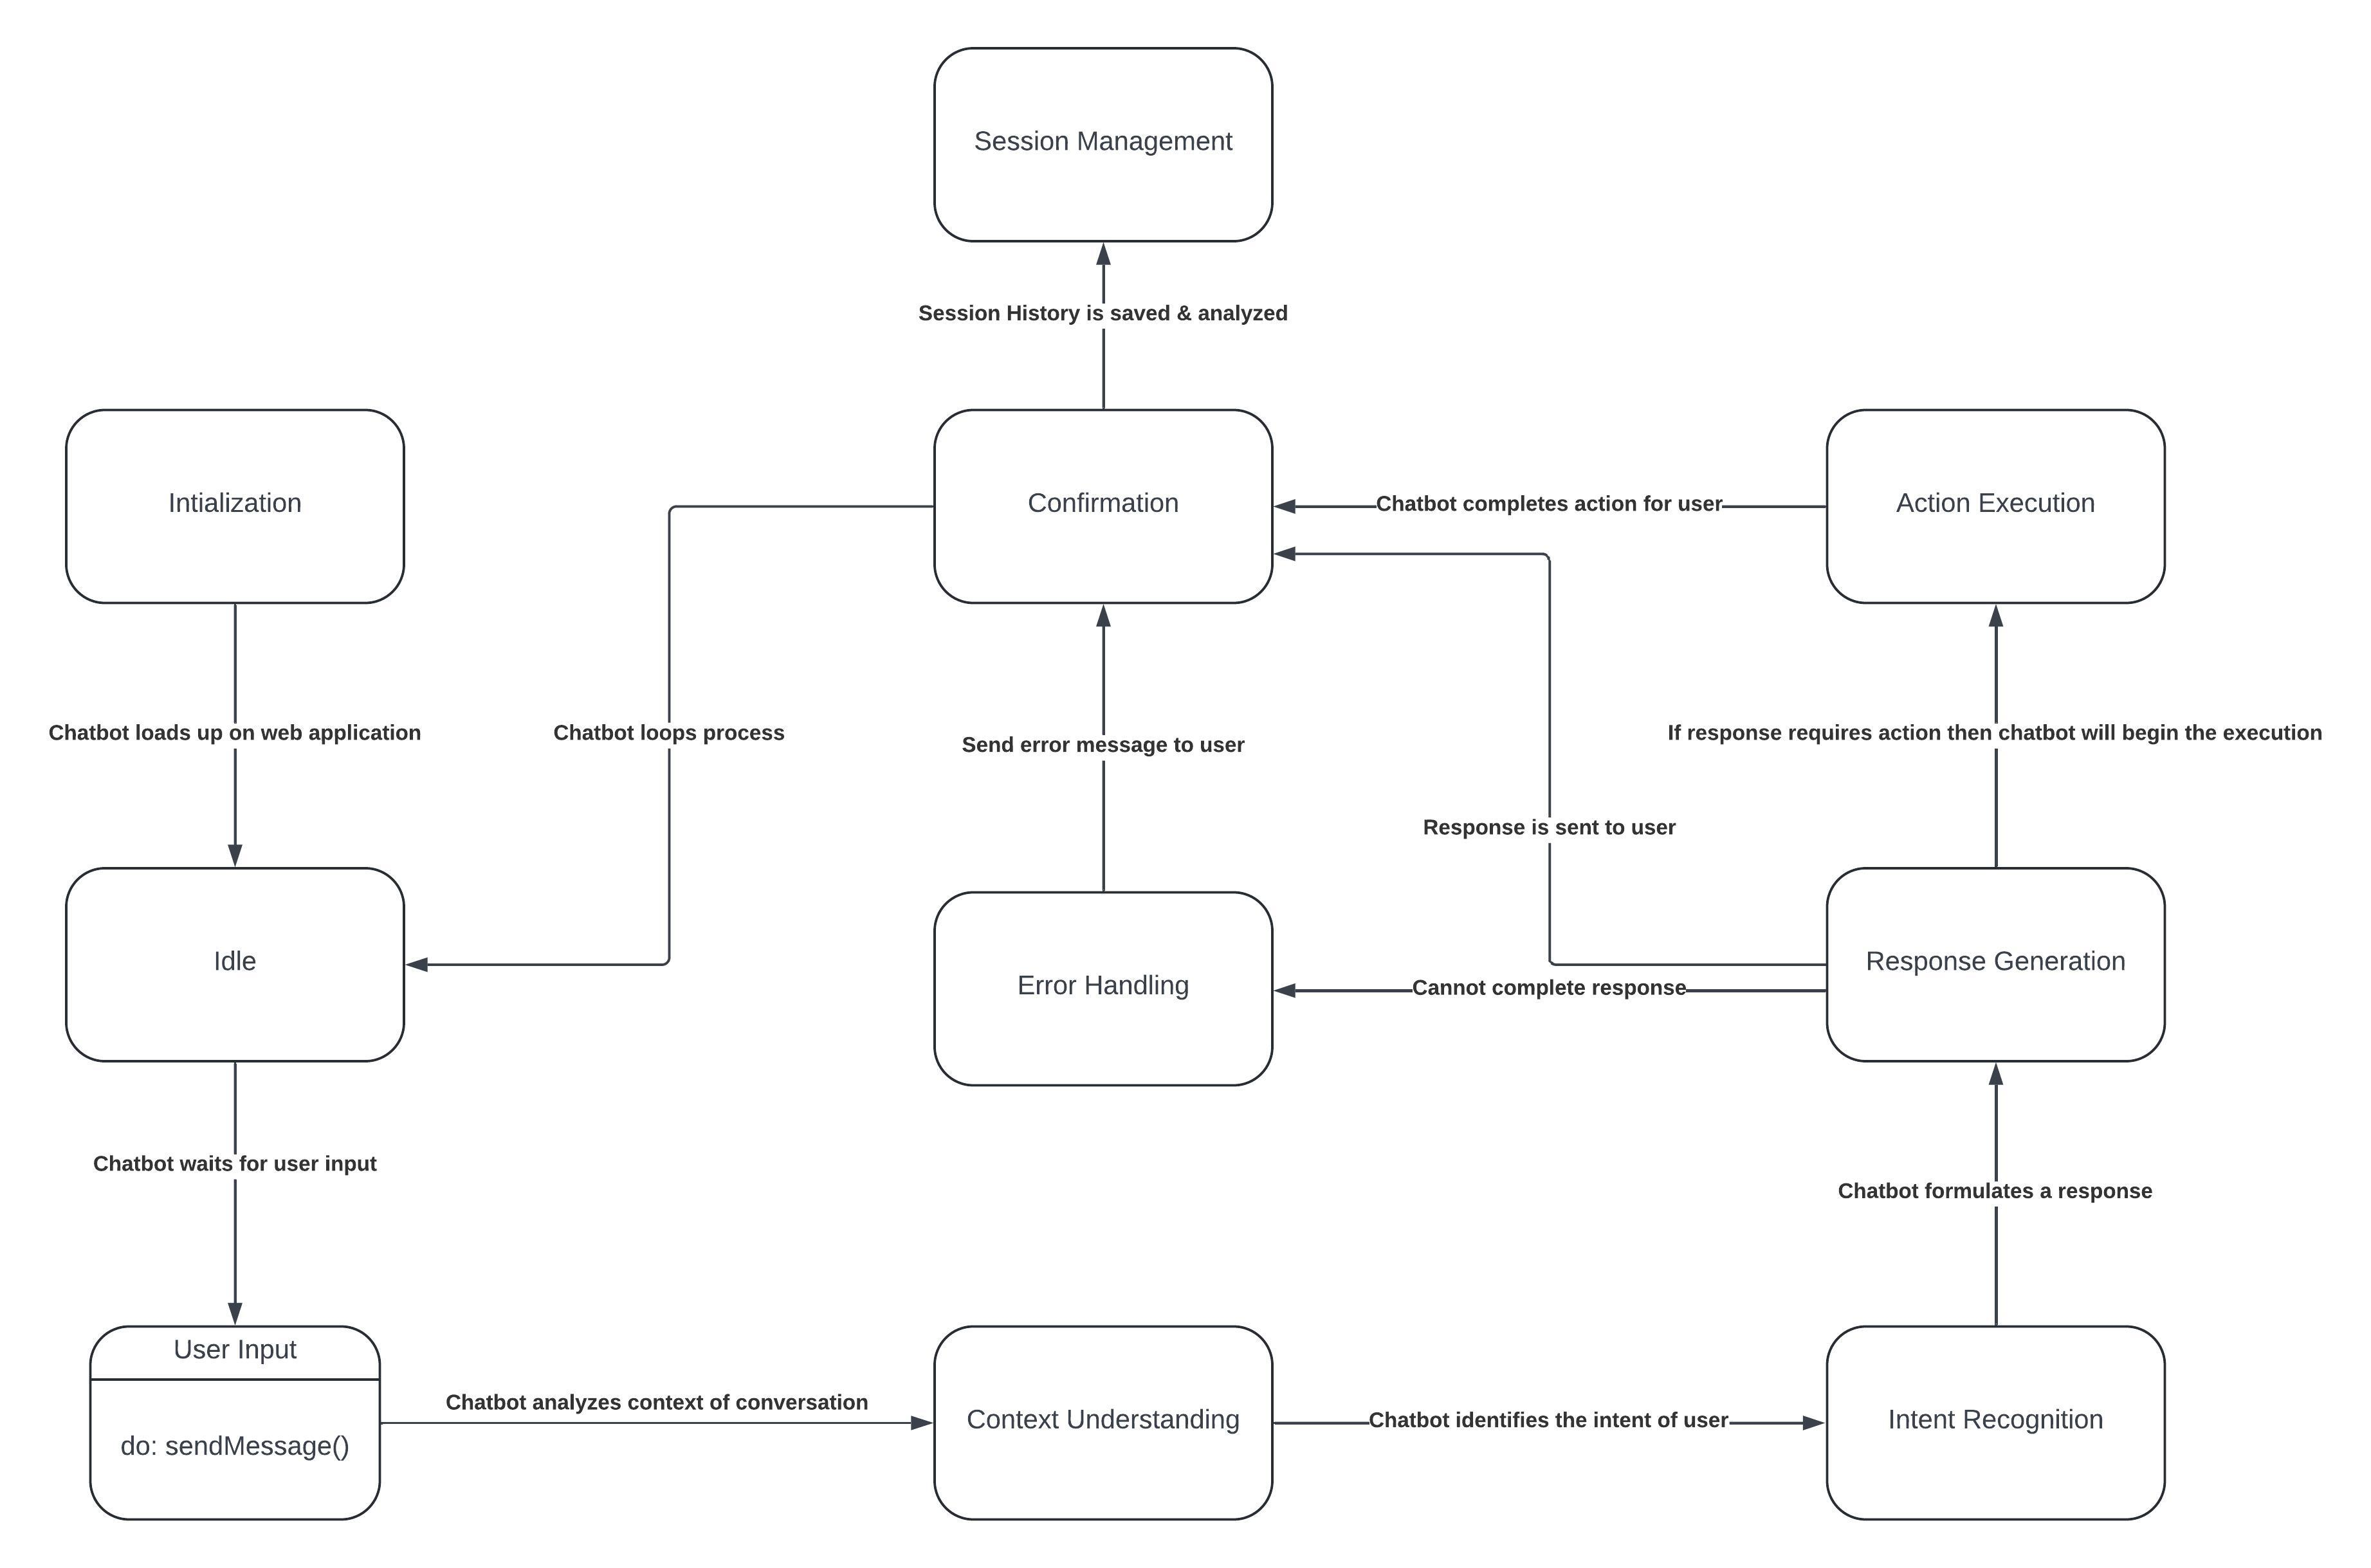 Session Management
Session History is saved & analyzed
Intialization
Confirmation
Chatbot completes action for user
Action Execution
Chatbot loads up on web application
Chatbot loops process
Send error message to user
If response requires action then chatbot will begin the execution
Response is sent to user
Idle
Error Handling
Cannot complete response
Response Generation
Chatbot waits for user input
Chatbot formulates a response
User Input
do: sendMessage()
Chatbot analyzes context of conversation
Context Understanding
Chatbot identifies the intent of user
Intent Recognition